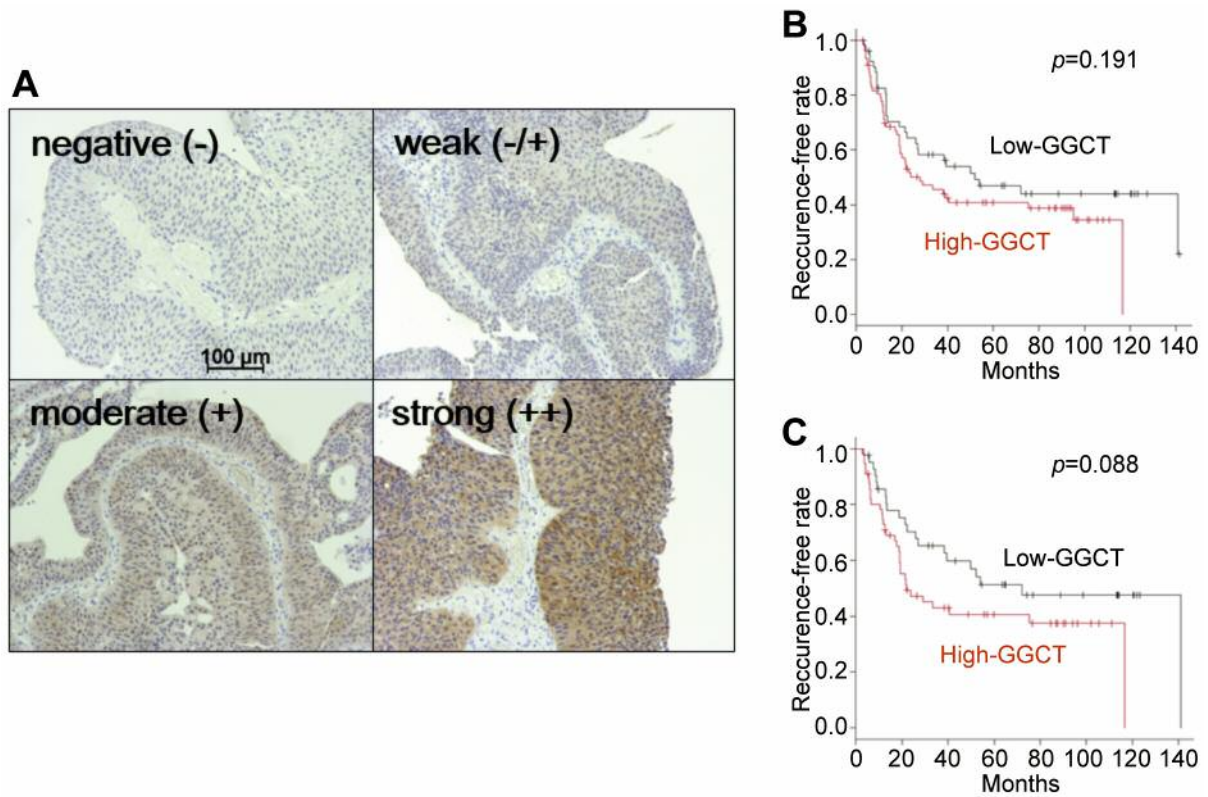 A
negative (-)
weak (-/+)
100 µm
moderate (+)
strong (++)
B
Reccurence-free rate
1.0
0.8
0.6
0.4
0.2
0.0
p=0.191
Low-GGCT
High-GGCT
0 20 40 60 80 100 120 140
Months
C
Reccurence-free rate
1.0
0.8
0.6
0.4
0.2
0.0
p=0.088
Low-GGCT
High-GGCT
0 20 40 60 80 100 120 140
Months